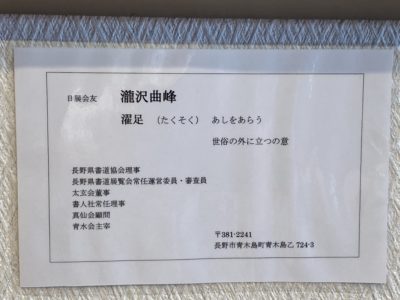 日展会友　瀧沢曲峰
濯足　（たくそく）　あしをあらう
世俗の外に立つの意
長野県書道協会理事
長野県書道展覧会常任運営委員・審査員
太玄会董事
書人社常任理事
真仙会顧問
青水会主宰
〒381-2241
長野市青木島町青木島乙 724-3